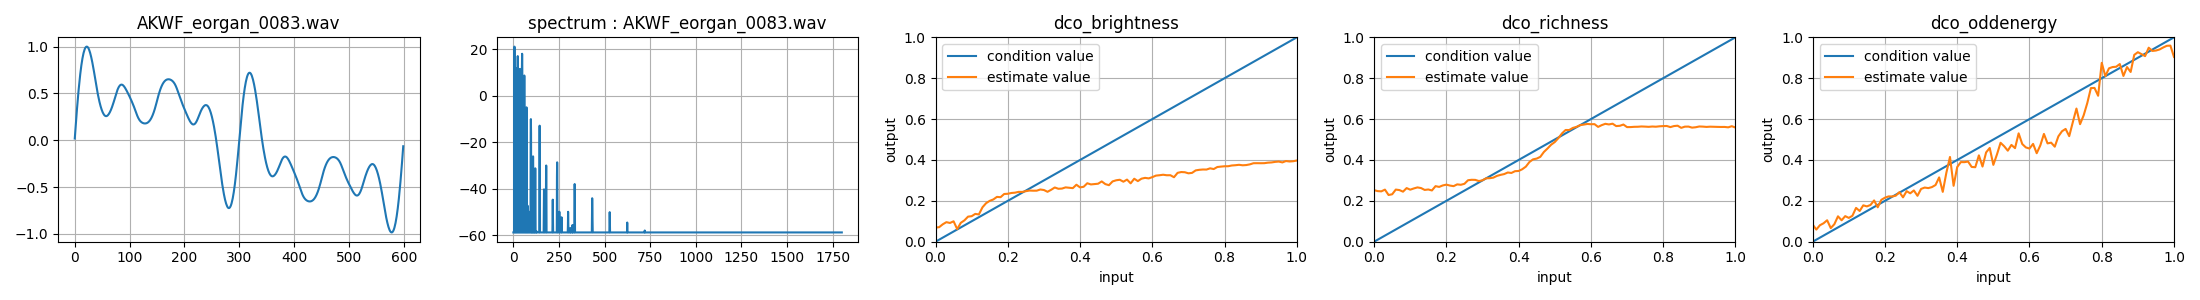 AKWF_eorgan_0083.wav
1.0
0.5
0.0
−0.5
−1.0
0 100 200 300 400 500 600
spectrum : AKWF_eorgan_0083.wav
20
0
−20
−40
−60
0 250 500 750 1000 1250 1500 1750
dco_brightness
condition value
estimate value
output
1.0
0.8
0.6
0.4
0.2
0.0
0.0 0.2 0.4 0.6 0.8 1.0
input
dco_richness
condition value
estimate value
output
1.0
0.8
0.6
0.4
0.2
0.0
0.0 0.2 0.4 0.6 0.8 1.0
input
dco_oddenergy
condition value
estimate value
output
1.0
0.8
0.6
0.4
0.2
0.0
0.0 0.2 0.4 0.6 0.8 1.0
input